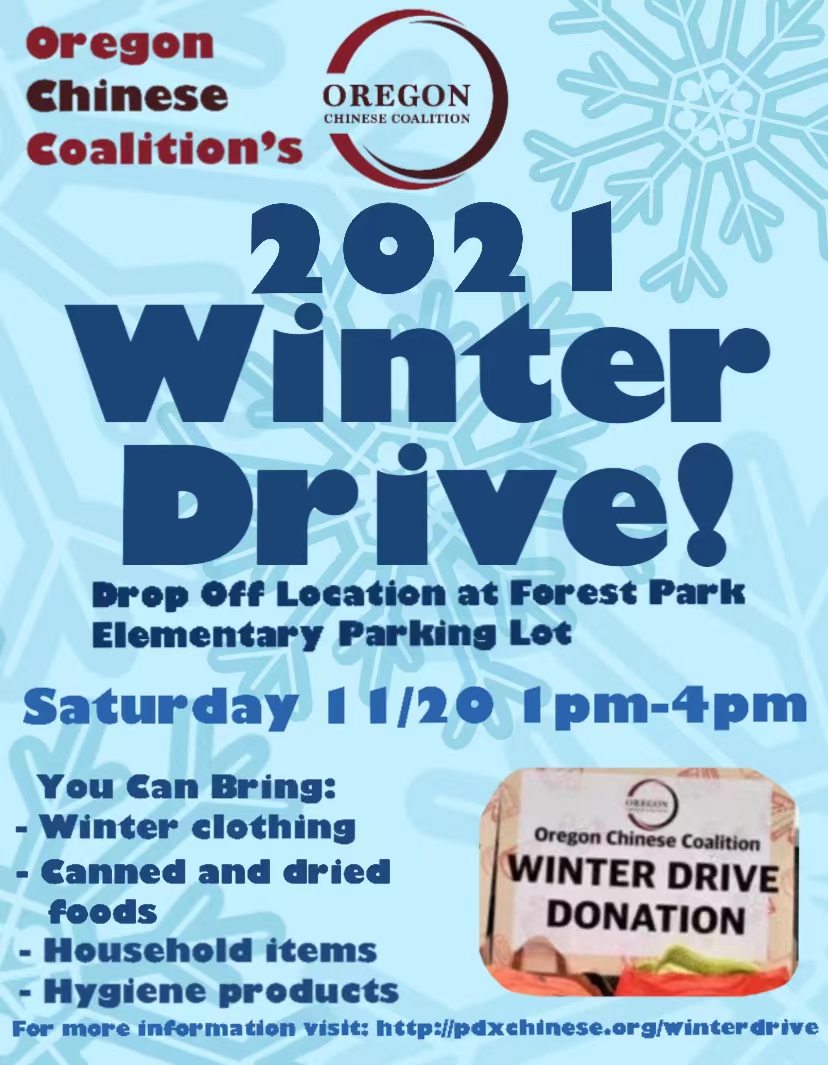 Oregon
Chinese
Coalition's
OREGON
CHINESE COALITION
2021
Winter
Drive!
Drop Off Location at Forest Park
Elementary Parking Lot
Saturday 11/20 1pm-4pm
You Can Bring:
- Winter clothing
- Canned and dried
foods
- Household items
- Hygiene products
OREGON
Oregon Chinese Coalition
WINTER DRIVE
DONATION
For more information visit: http://pdxchinese.org/winterdrive